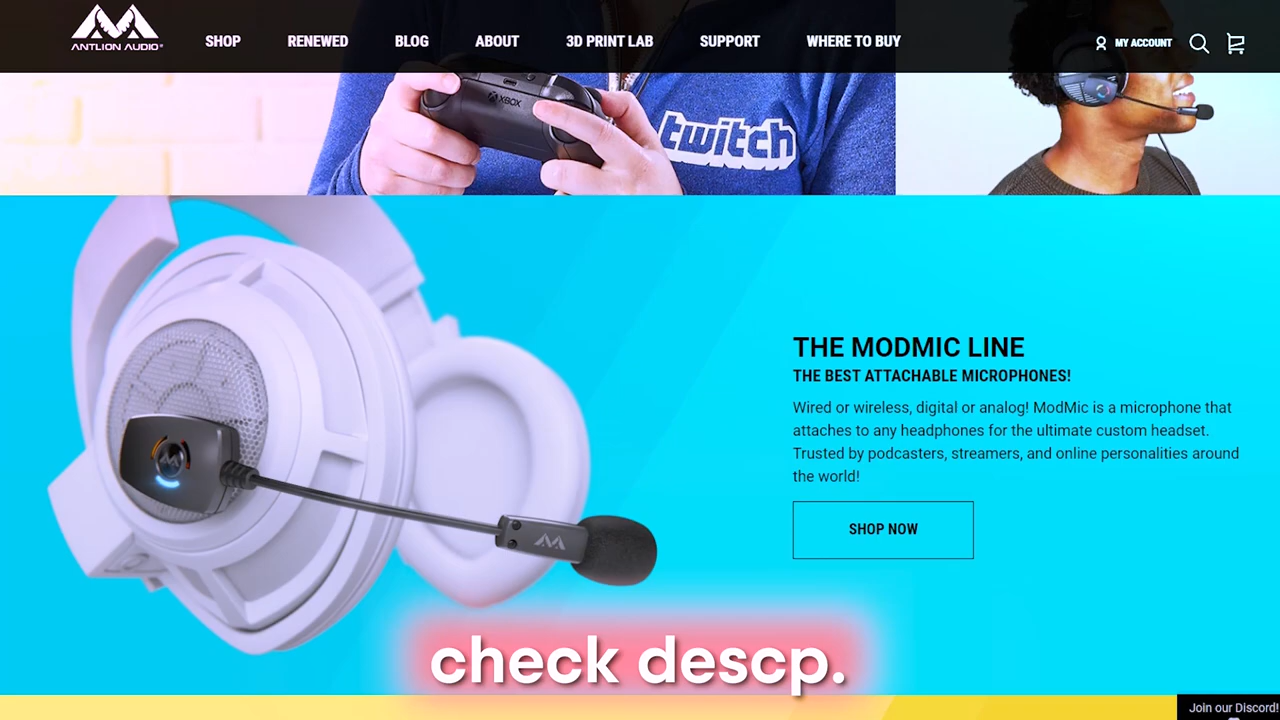 ANTLION AUDIO®
SHOP
RENEWED
BLOG
ABOUT
3D PRINT LAB
SUPPORT
WHERE TO BUY
MY ACCOUNT
XBOX
twitch
THE MODMIC LINE
THE BEST ATTACHABLE MICROPHONES!
Wired or wireless, digital or analog! ModMic is a microphone that
attaches to any headphones for the ultimate custom headset.
Trusted by podcasters, streamers, and online personalities around
the world!
SHOP NOW
check descp.
Join our Discord!